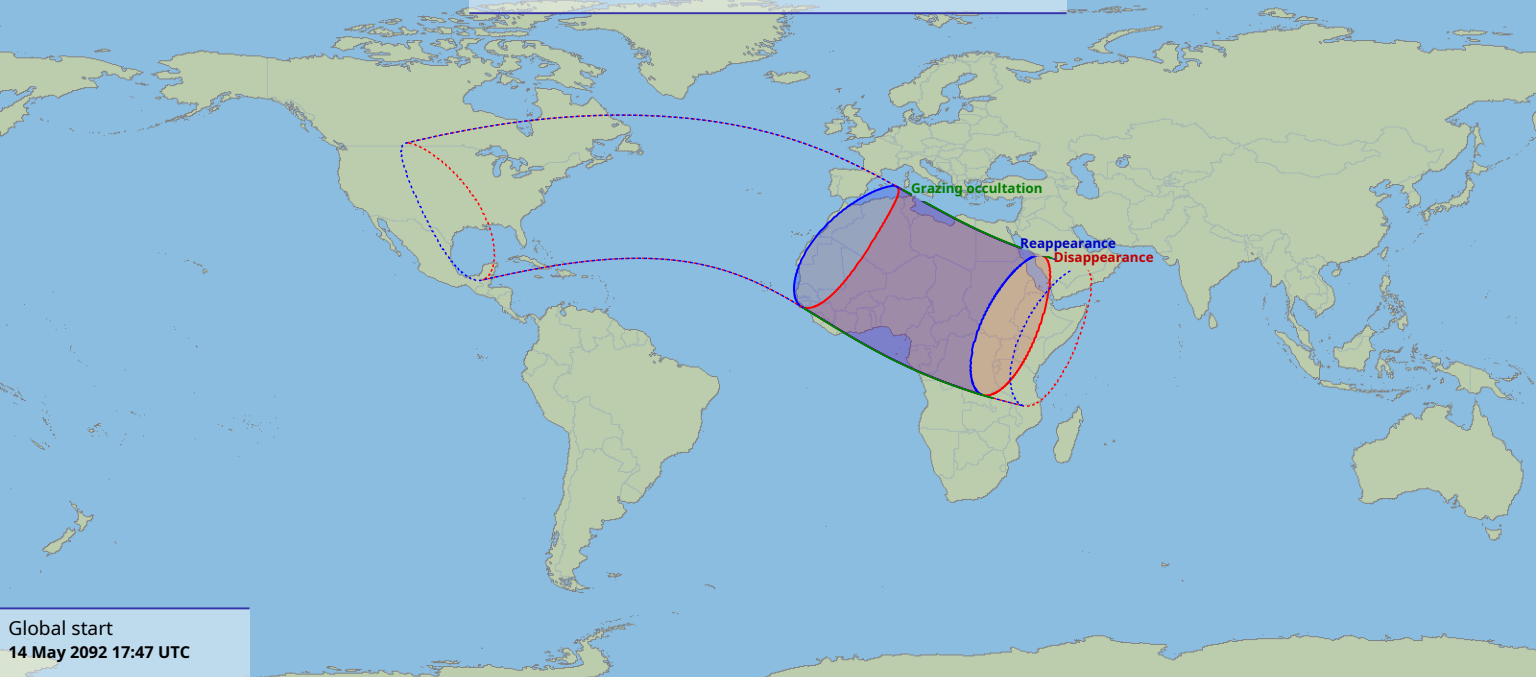 Grazing occultation
Reappearance
Disappearance
Global start
14 May 2092 17:47 UTC